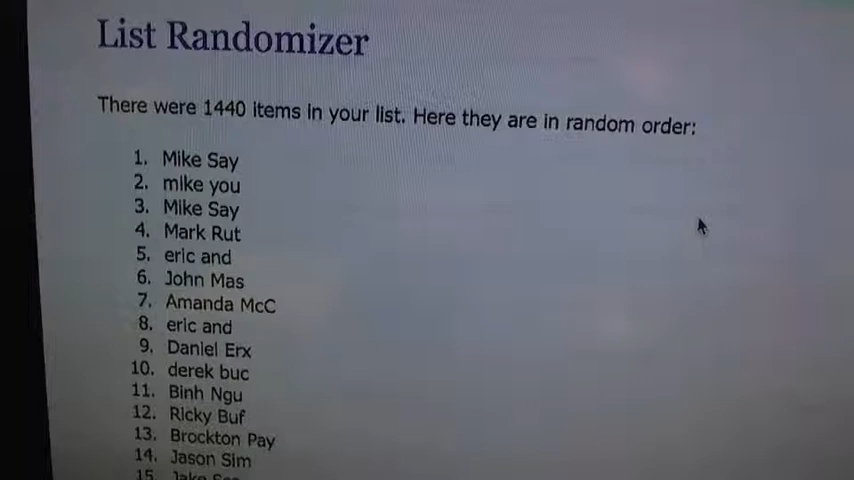 List Randomizer
There were 1440 items in your list. Here they are in random order:
1. Mike Say
2. mike you
3. Mike Say
4. Mark Rut
5. eric and
6. John Mas
7. Amanda McC
8. eric and
9. Daniel Erx
10. derek buc
11. Binh Ngu
12. Ricky Buf
13. Brockton Pay
14. Jason Sim
15. Jake